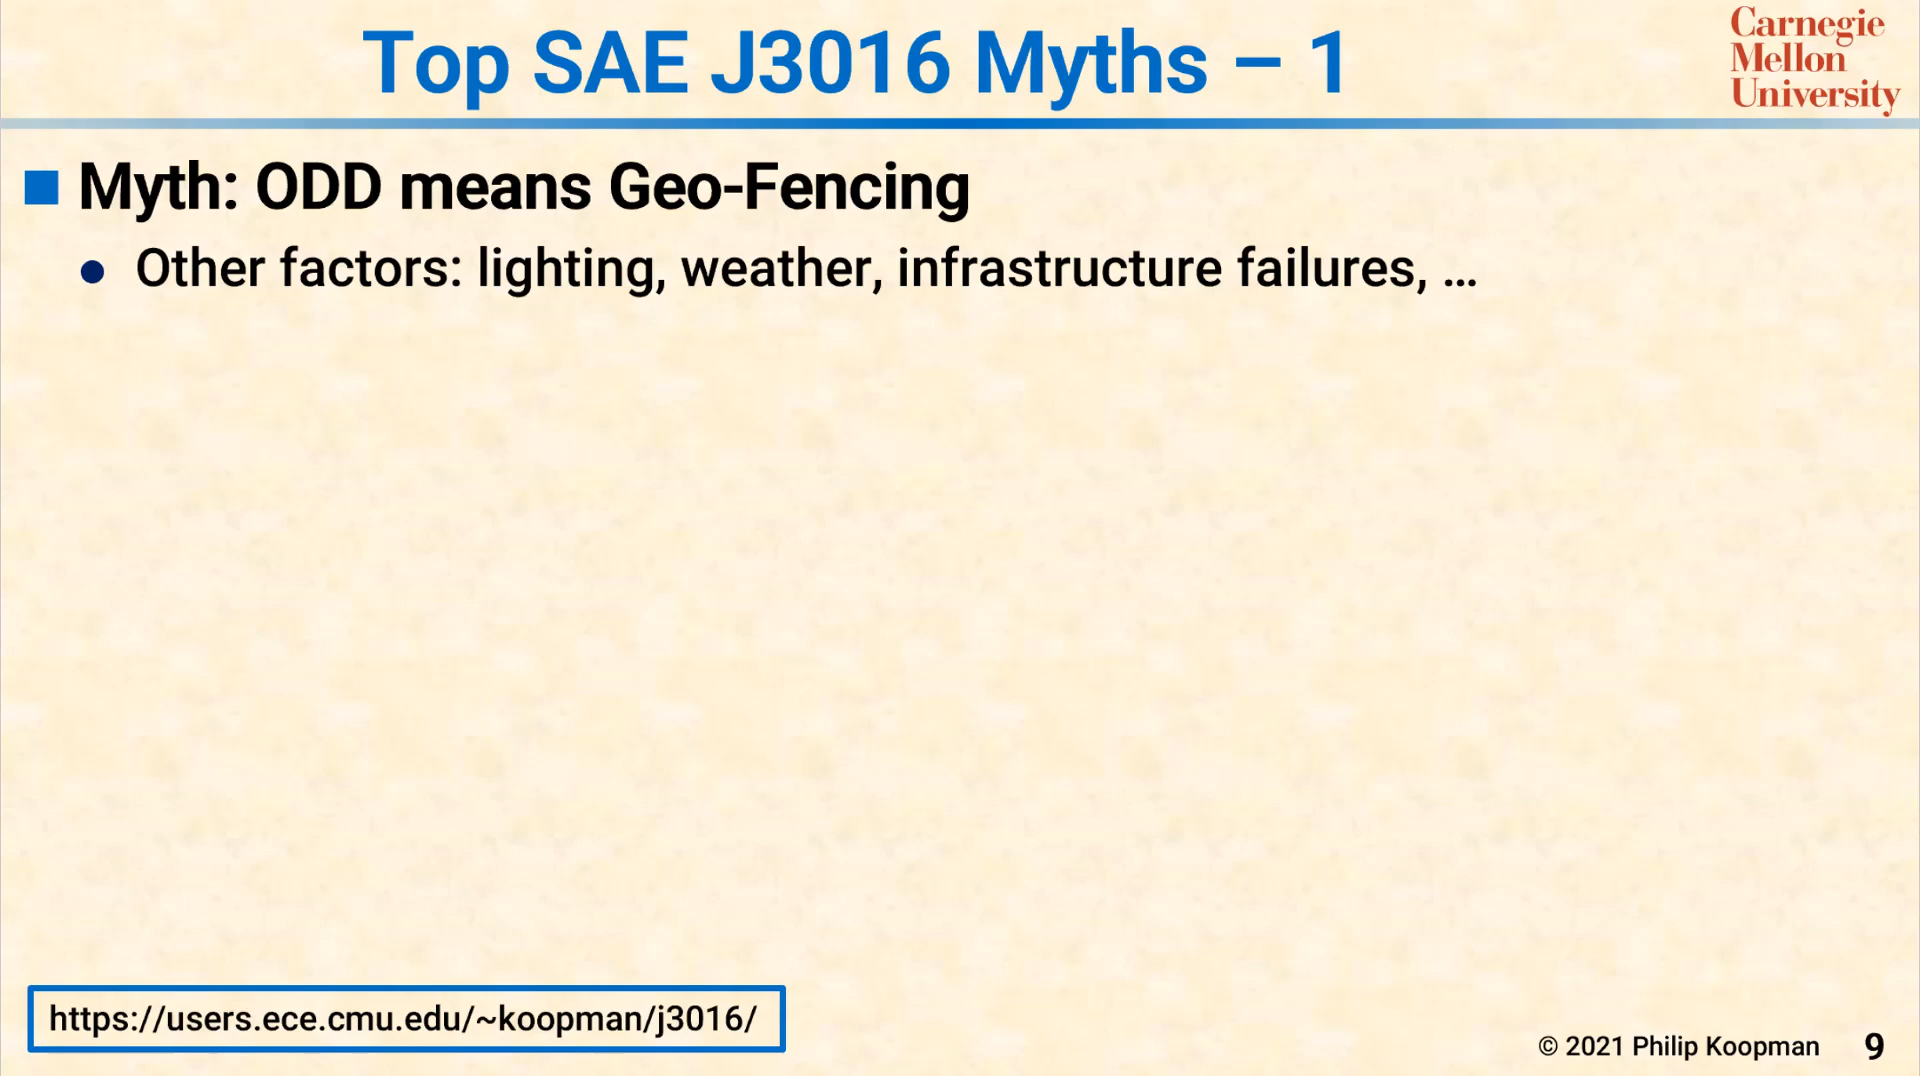 Top SAE J3016 Myths – 1
Carnegie
Mellon
University
Myth: ODD means Geo-Fencing
Other factors: lighting, weather, infrastructure failures, …
https://users.ece.cmu.edu/~koopman/j3016/
© 2021 Philip Koopman 9